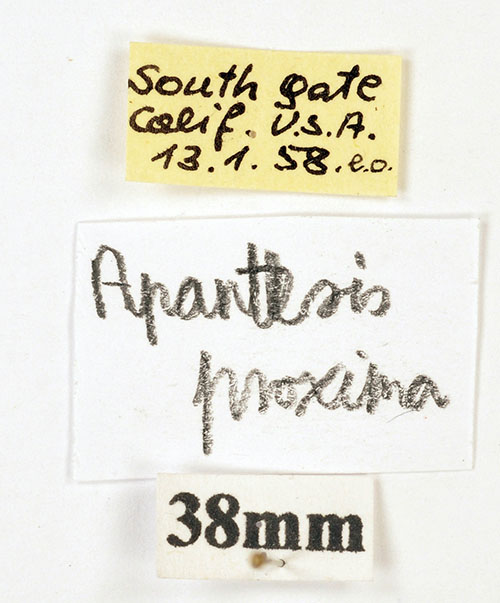 South gate
Calif. U.S.A.
13.1.58.e.o.
Apantesis
proxima
38mm